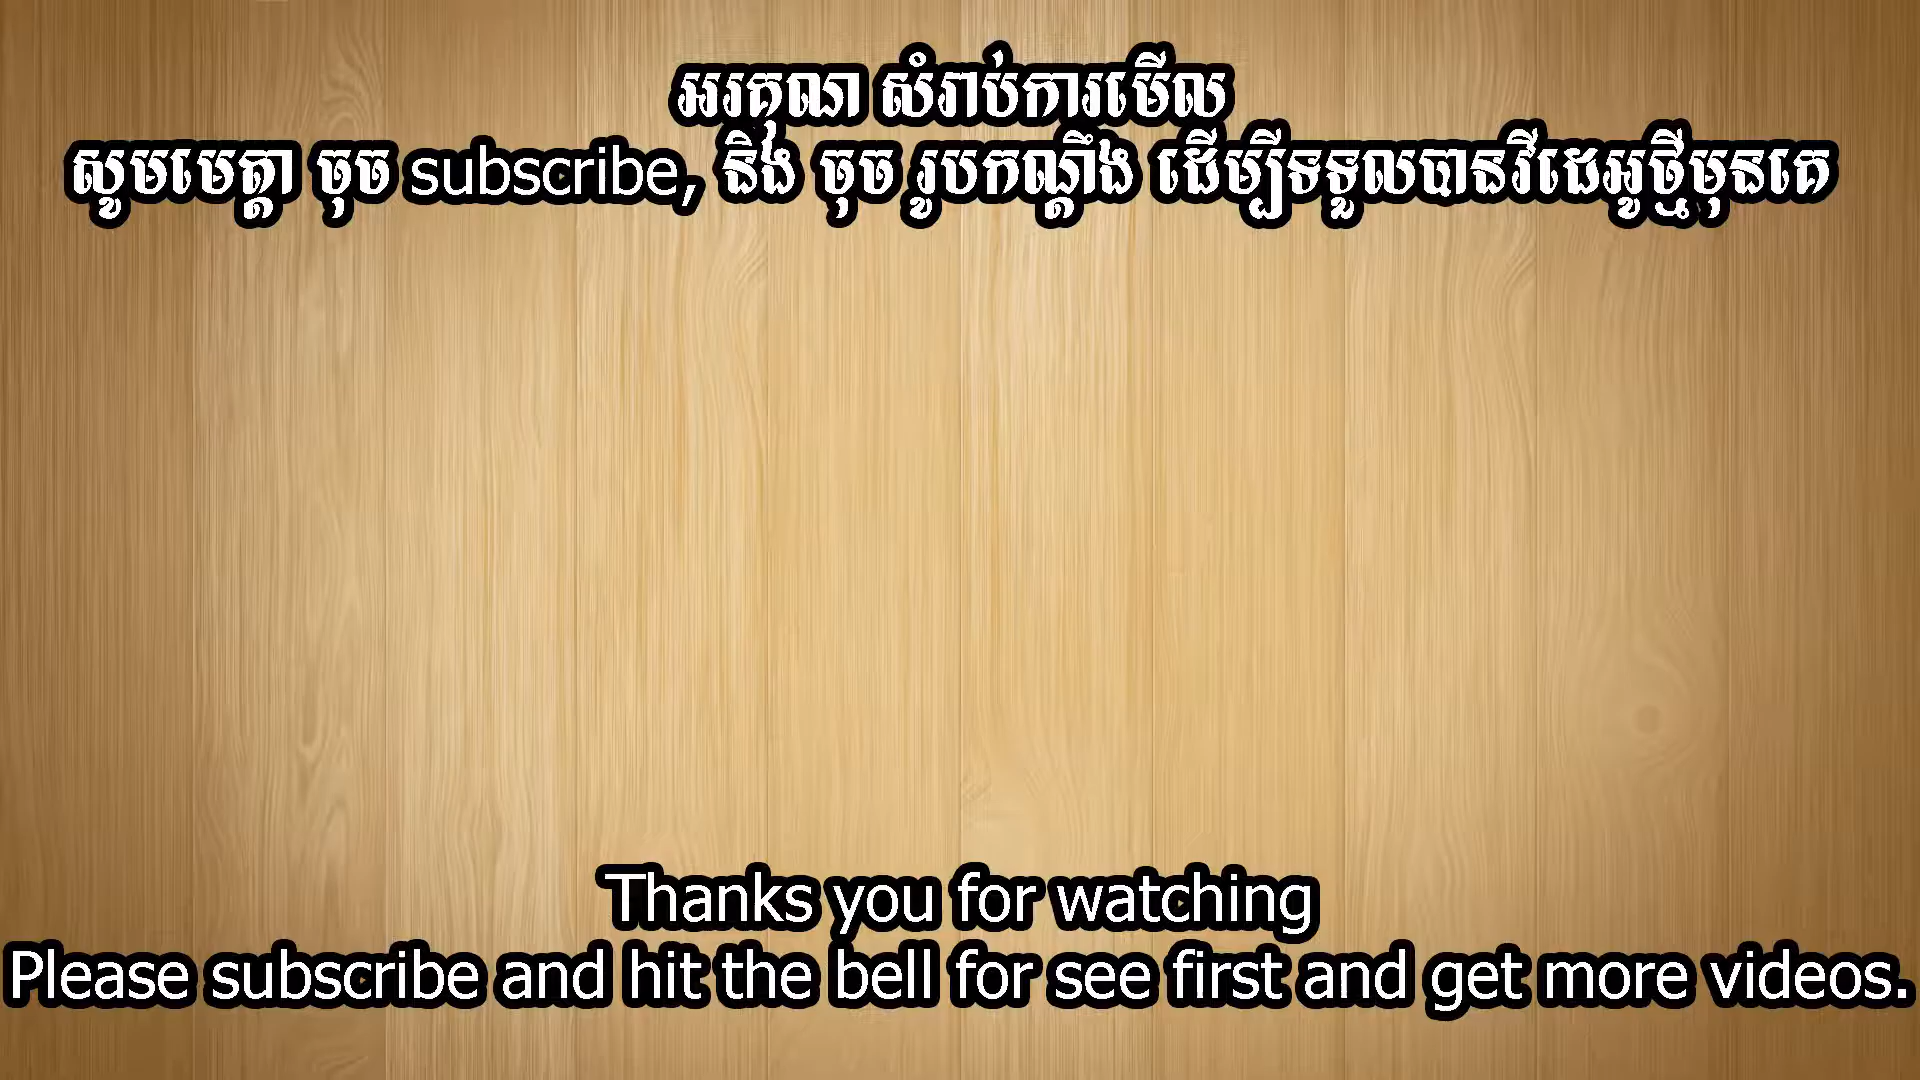 អរគុណ សំរាប់ការមើល
សូមមេត្តា ចុច subscribe, និង ចុច រូបកណ្ដឹង ដើម្បីទទួលបានវីដេអូថ្មីមុនគេ
Thanks you for watching
Please subscribe and hit the bell for see first and get more videos.